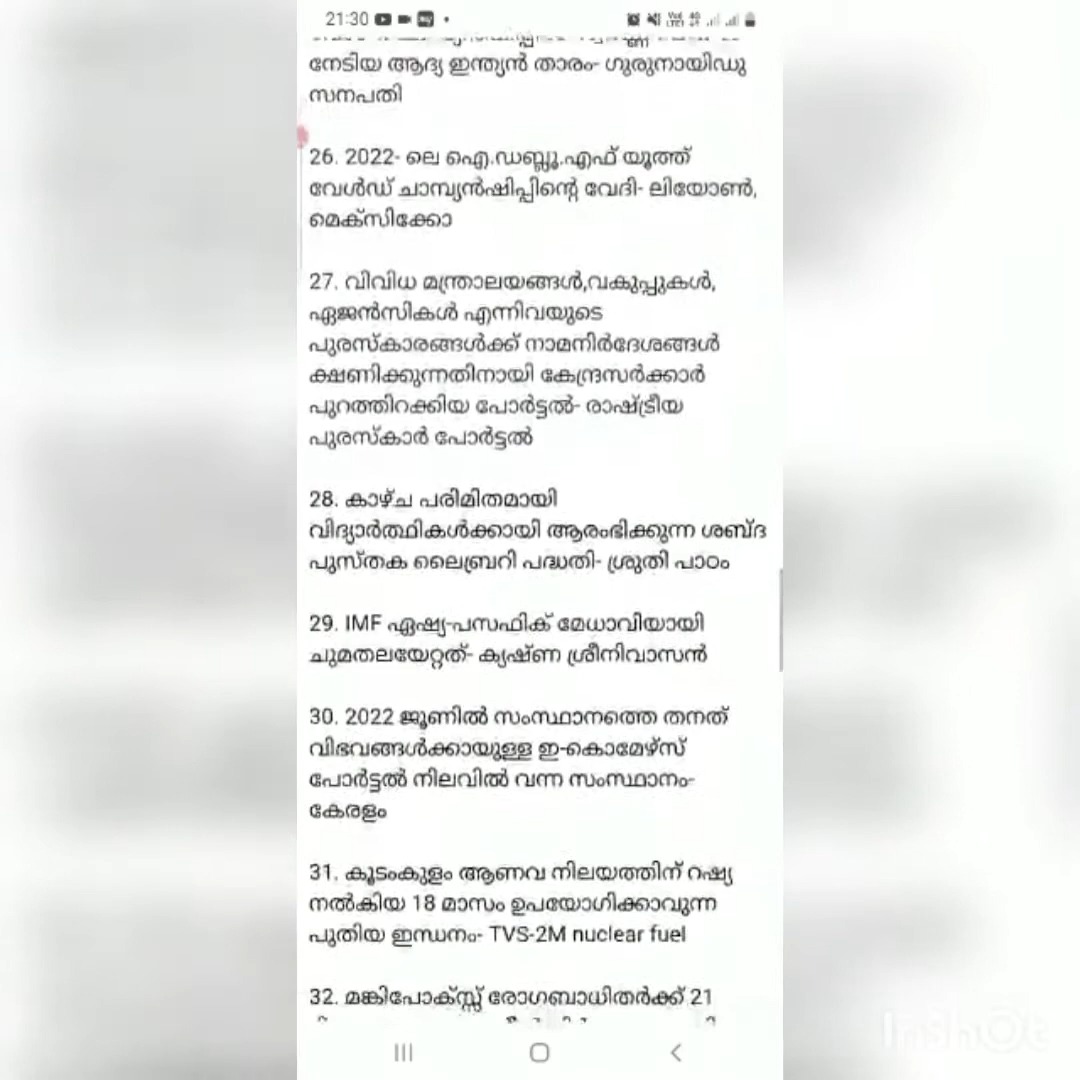 21:30
നേടിയ ആദ്യ ഇന്ത്യൻ താരം- ഗുരുനായിഡു
സനപതി
26. 2022- ലെ ഐ.ഡബ്ല്യൂ.എഫ് യൂത്ത്
വേൾഡ് ചാമ്പ്യൻഷിപ്പിന്റെ വേദി- ലിയോൺ,
മെക്സിക്കോ
27. വിവിധ മന്ത്രാലയങ്ങൾ,വകുപ്പുകൾ,
ഏജൻസികൾ എന്നിവയുടെ
പുരസ്കാരങ്ങൾക്ക് നാമനിർദേശങ്ങൾ
ക്ഷണിക്കുന്നതിനായി കേന്ദ്രസർക്കാർ
പുറത്തിറക്കിയ പോർട്ടൽ- രാഷ്ട്രീയ
പുരസ്കാർ പോർട്ടൽ
28. കാഴ്ച പരിമിതമായി
വിദ്യാർത്ഥികൾക്കായി ആരംഭിക്കുന്ന ശബ്ദ
പുസ്തക ലൈബ്രറി പദ്ധതി- ശ്രുതി പാഠം
29. IMF ഏഷ്യ-പസഫിക് മേധാവിയായി
ചുമതലയേറ്റത്- കൃഷ്ണ ശ്രീനിവാസൻ
30. 2022 ജൂണിൽ സംസ്ഥാനത്തെ തനത്
വിഭവങ്ങൾക്കായുള്ള ഇ-കൊമേഴ്സ്
പോർട്ടൽ നിലവിൽ വന്ന സംസ്ഥാനം-
കേരളം
31. കൂടംകുളം ആണവ നിലയത്തിന് റഷ്യ
നൽകിയ 18 മാസം ഉപയോഗിക്കാവുന്ന
പുതിയ ഇന്ധനം- TVS-2M nuclear fuel
32. മങ്കിപോക്സ്സ് രോഗബാധിതർക്ക് 21
InShOt